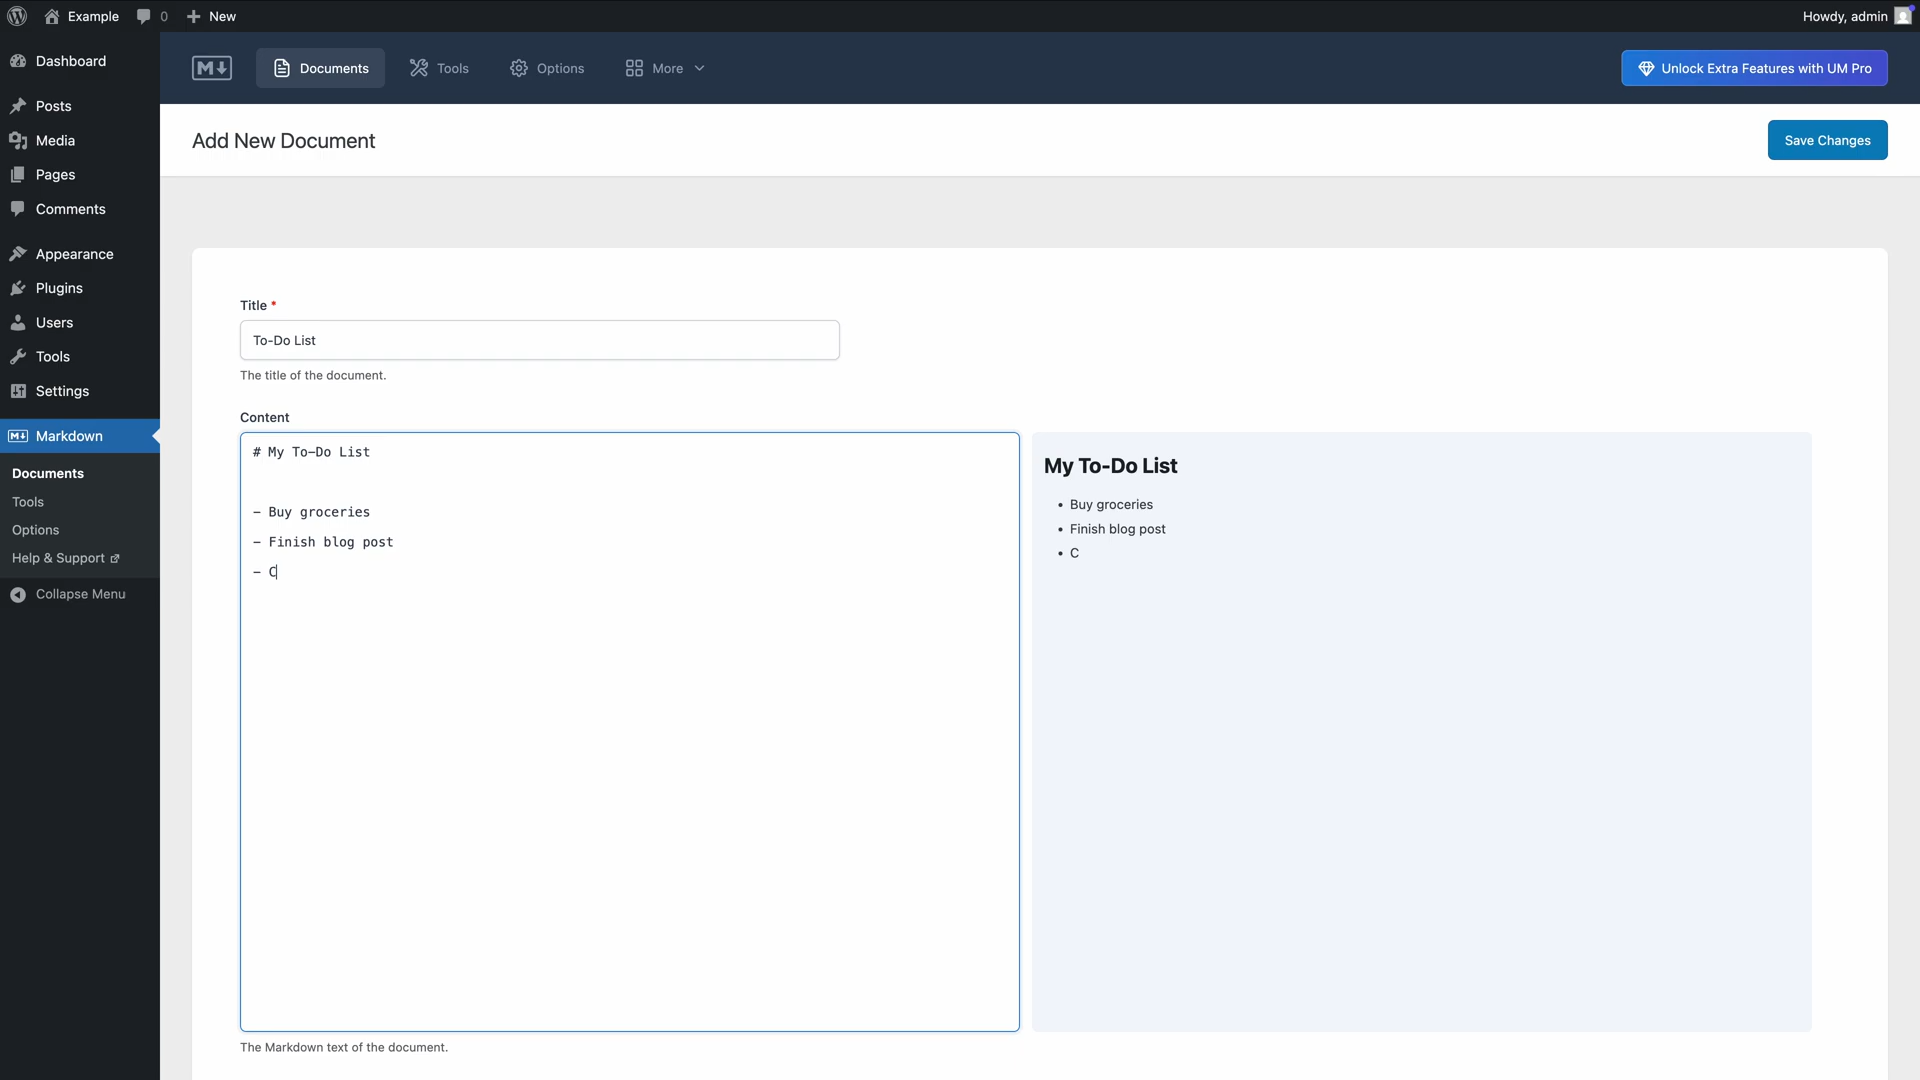 Example
0
New
Howdy, admin
Dashboard
Posts
Media
Pages
Comments
Appearance
Plugins
Users
Tools
Settings
Markdown
Documents
Tools
Options
Help & Support
Collapse Menu
M↓
Documents
Tools
Options
More
Unlock Extra Features with UM Pro
Add New Document
Save Changes
Title *
To-Do List
The title of the document.
Content
# My To-Do List
- Buy groceries
- Finish blog post
- C
My To-Do List
• Buy groceries
• Finish blog post
• C
The Markdown text of the document.